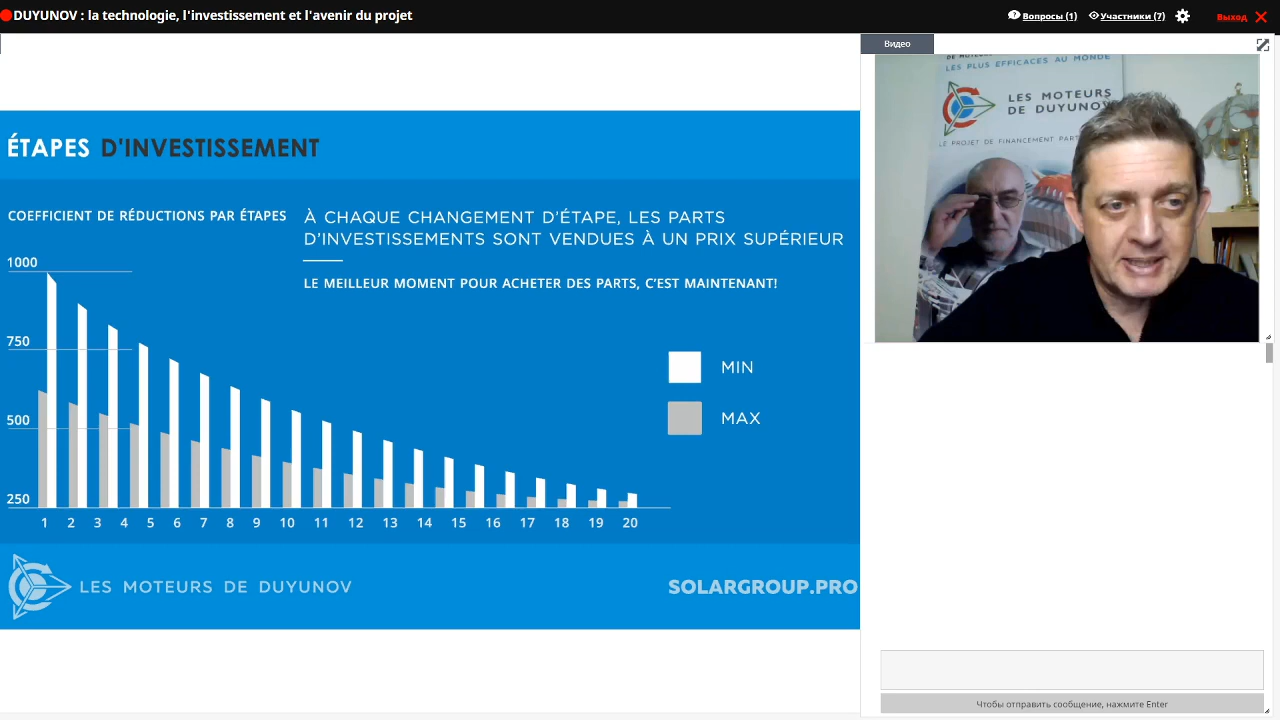 DUYUNOV : la technologie, l'investissement et l'avenir du projet
Вопросы (1)
Участники (7)
Выход
ÉTAPES D'INVESTISSEMENT
COEFFICIENT DE RÉDUCTIONS PAR ÉTAPES
À CHAQUE CHANGEMENT D'ÉTAPE, LES PARTS
D'INVESTISSEMENTS SONT VENDUES À UN PRIX SUPÉRIEUR
LE MEILLEUR MOMENT POUR ACHETER DES PARTS, C'EST MAINTENANT!
1000
750
500
250
1 2 3 4 5 6 7 8 9 10 11 12 13 14 15 16 17 18 19 20
MIN
MAX
LES MOTEURS DE DUYUNOV
SOLARGROUP.PRO
Видео
LES PLUS EFFICACES AU MONDE
LES MOTEURS
DE DUYUNOV
LE PROJET DE FINANCEMENT
Чтобы отправить сообщение, нажмите Enter